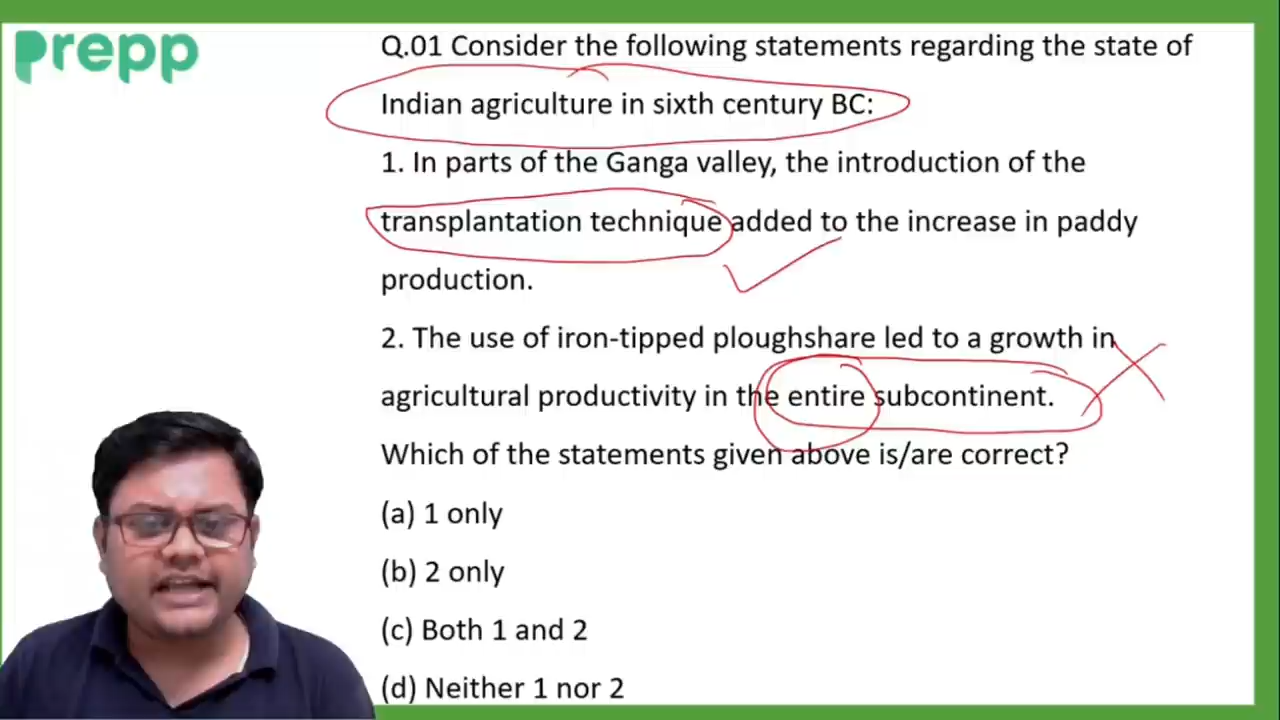 prepp
Q.01 Consider the following statements regarding the state of
Indian agriculture in sixth century BC:
1. In parts of the Ganga valley, the introduction of the
transplantation technique added to the increase in paddy
production.
2. The use of iron-tipped ploughshare led to a growth in
agricultural productivity in the entire subcontinent.
Which of the statements given above is/are correct?
(a) 1 only
(b) 2 only
(c) Both 1 and 2
(d) Neither 1 nor 2